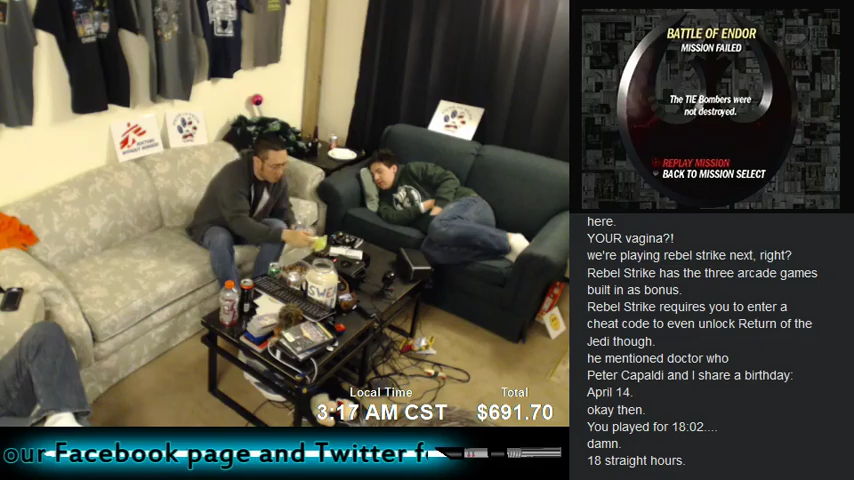 BATTLE OF ENDOR
MISSION FAILED
The TIE Bombers were
not destroyed.
REPLAY MISSION
BACK TO MISSION SELECT
here.
YOUR vagina?!
we're playing rebel strike next, right?
Rebel Strike has the three arcade games
built in as bonus.
Rebel Strike requires you to enter a
cheat code to even unlock Return of the
Jedi though.
he mentioned doctor who
Peter Capaldi and I share a birthday:
April 14.
okay then.
You played for 18:02....
damn.
18 straight hours.
SWE
Local Time
3:17 AM CST
Total
$691.70
our Facebook page and Twitter f